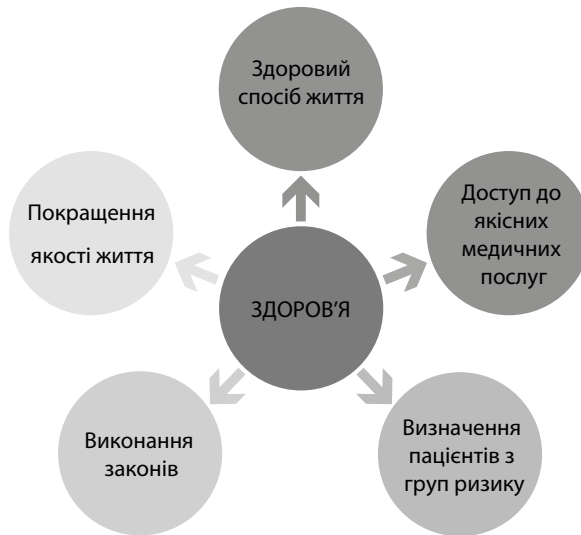 Здоровий
спосіб життя
Доступ до
якісних
медичних
послуг
Покращення
якості життя
ЗДОРОВ’Я
Визначення
пацієнтів з
груп ризику
Виконання
законів